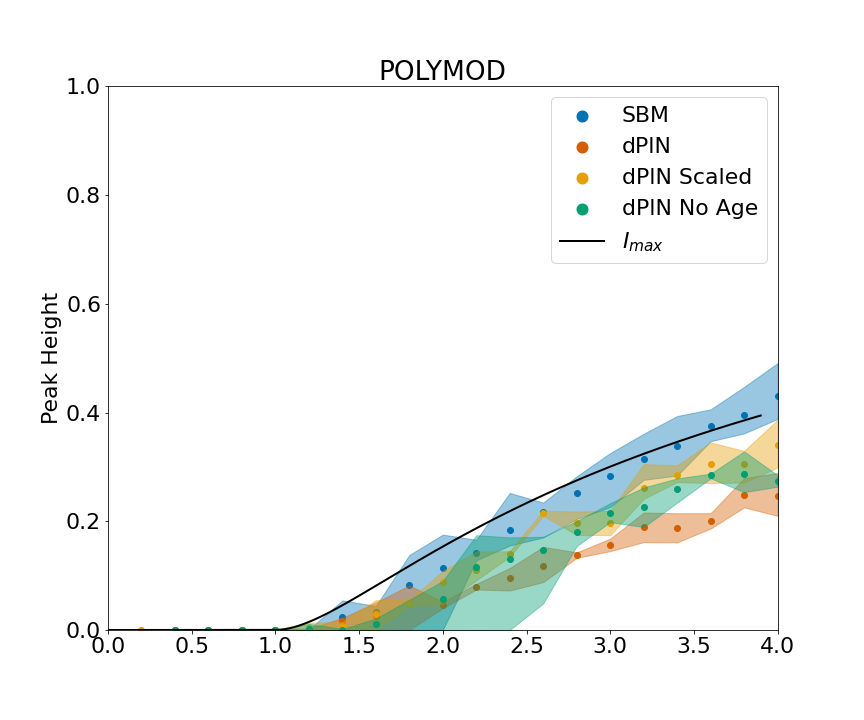 POLYMOD
1.0
0.8
0.6
0.4
0.2
0.0
Peak Height
SBM
dPIN
dPIN Scaled
dPIN No Age
I_max
0.0 0.5 1.0 1.5 2.0 2.5 3.0 3.5 4.0